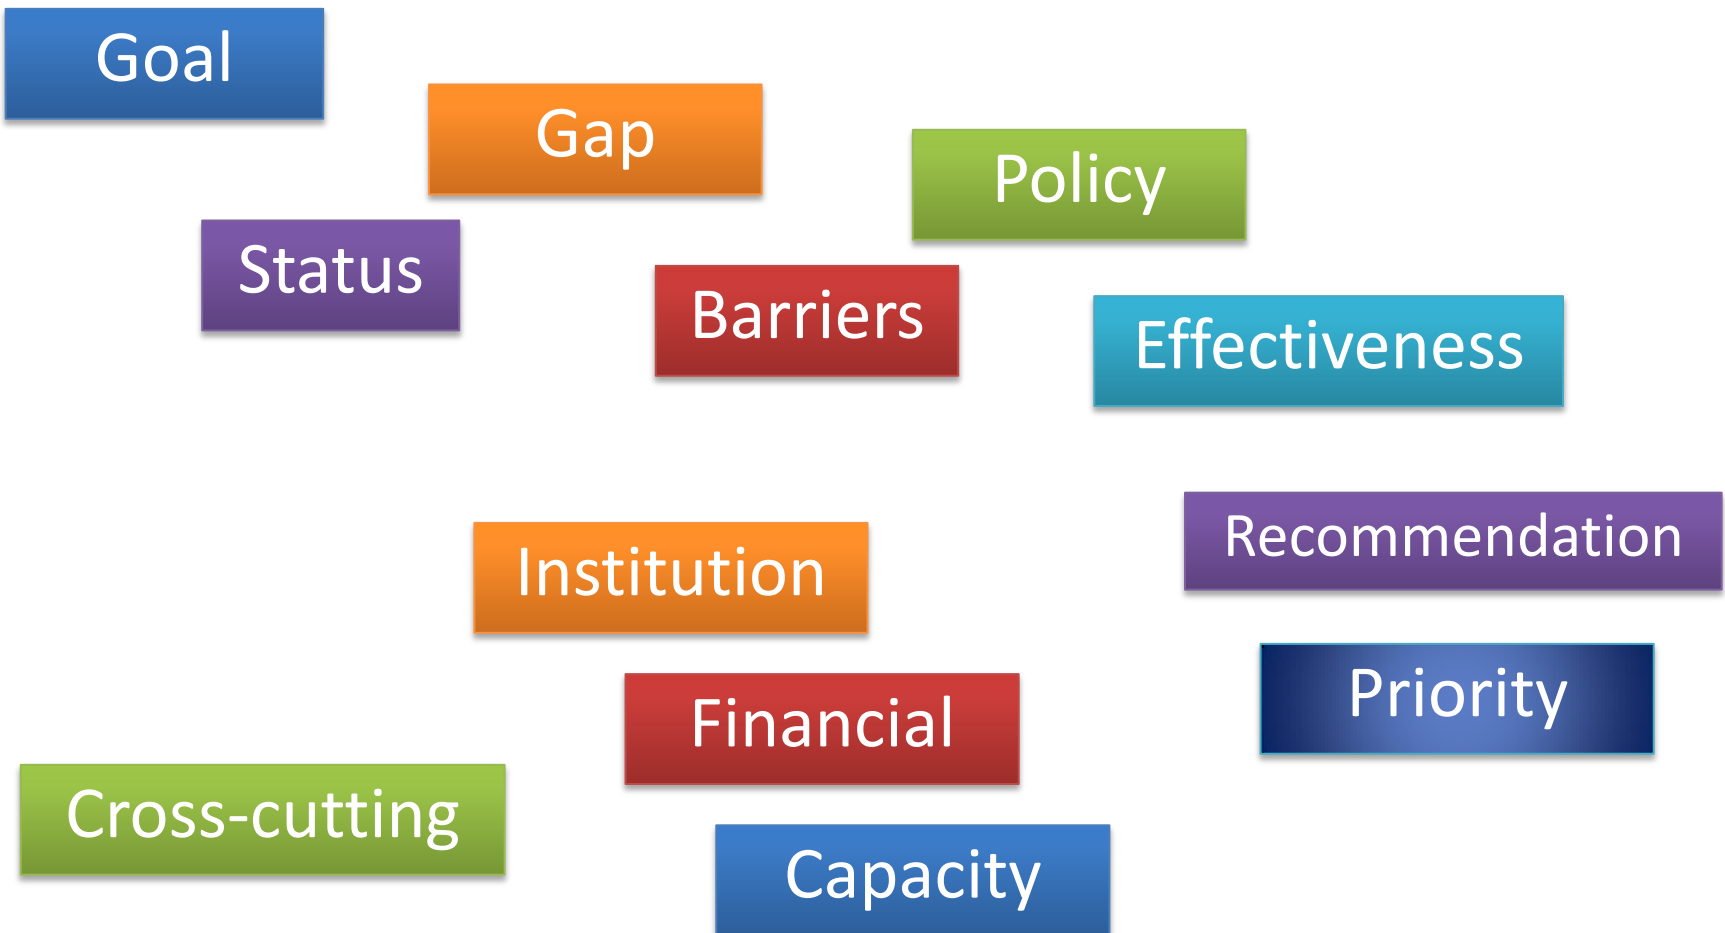 Goal
Gap
Policy
Status
Barriers
Effectiveness
Recommendation
Institution
Priority
Financial
Cross-cutting
Capacity